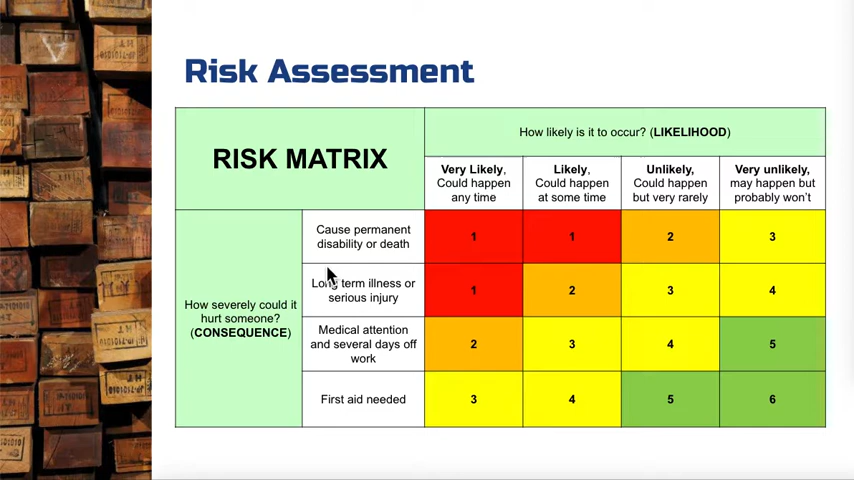 Risk Assessment
RISK MATRIX
How likely is it to occur? (LIKELIHOOD)
Very Likely,
Could happen
any time
Likely,
Could happen
at some time
Unlikely,
Could happen
but very rarely
Very unlikely,
may happen but
probably won't
How severely could it
hurt someone?
(CONSEQUENCE)
Cause permanent
disability or death
1
1
2
3
Long term illness or
serious injury
1
2
3
4
Medical attention
and several days off
work
2
3
4
5
First aid needed
3
4
5
6